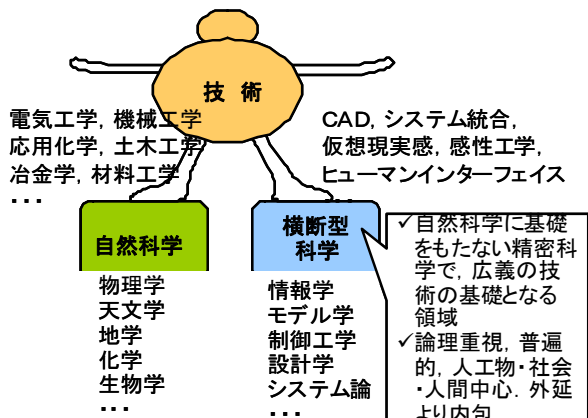 技 術
電気工学, 機械工学
応用化学, 土木工学
冶金学, 材料工学
・・・
CAD, システム統合,
仮想現実感, 感性工学,
ヒューマンインターフェイス
・・・
自然科学
物理学
天文学
地学
化学
生物学
・・・
横断型
科学
情報学
モデル学
制御工学
設計学
システム論
・・・
✓自然科学に基礎
をもたない精密科
学で, 広義の技
術の基礎となる
領域
✓論理重視, 普遍
的, 人工物・社会
・人間中心. 外延
より内包